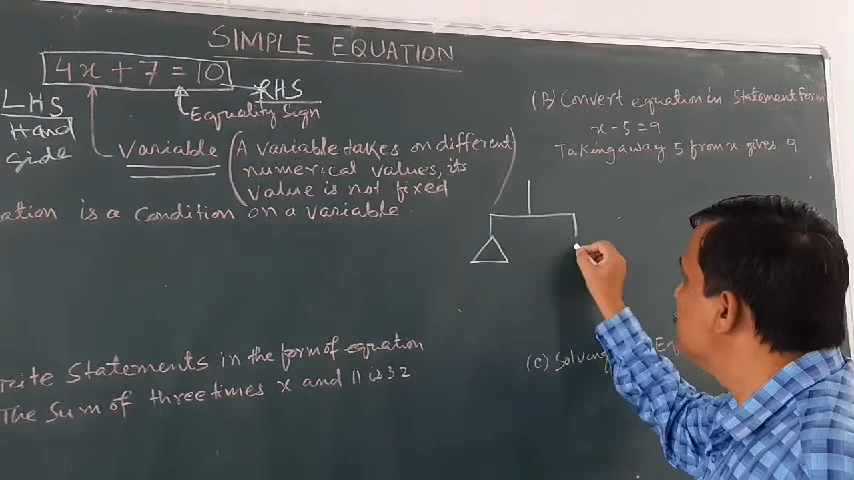 SIMPLE EQUATION
4x + 7 = 10
RHS
LHS
Hand
Side
Equality Sign
Variable
(A variable takes on different
numerical values, its
value is not fixed)
ation is a Condition on a variable.
(B) Convert equation in Statement form
x - 5 = 9
Taking away 5 from x gives 9
Statements in the form of equation
The Sum of three times x and 11 is 32
(C) Solving